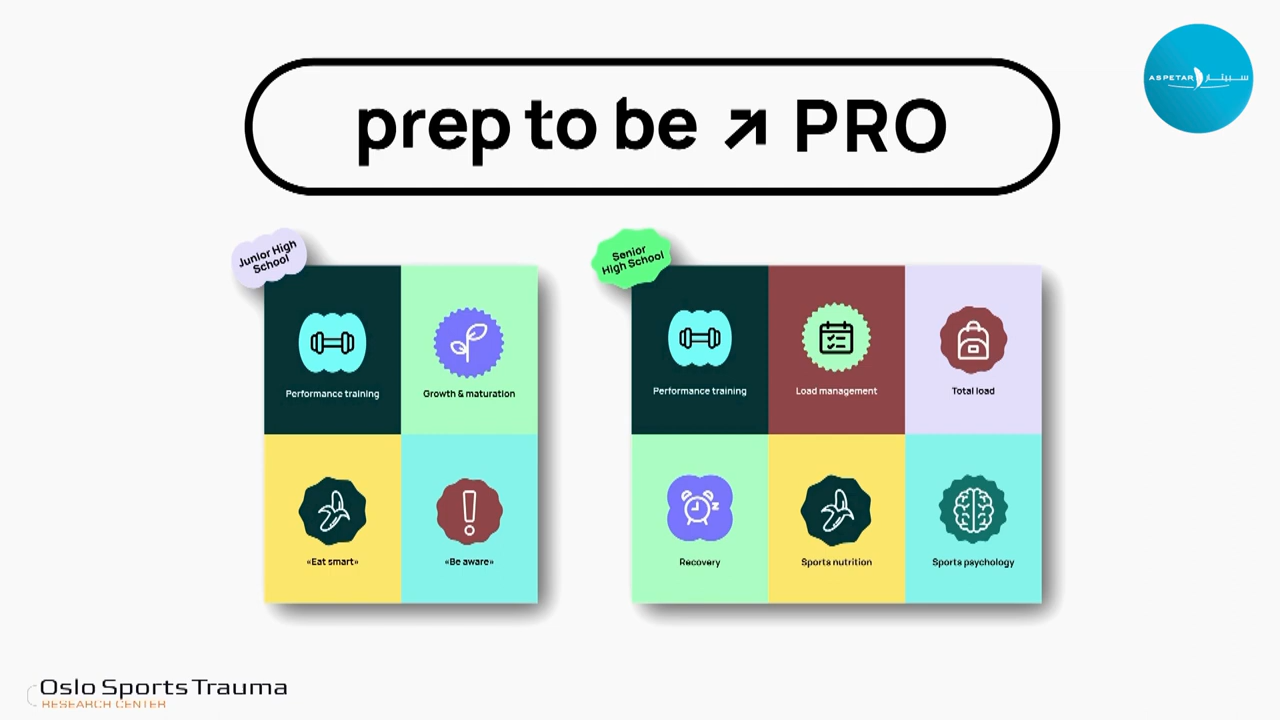 prep to be ↗ PRO
ASPETAR سبيتار
Junior High
School
Performance training
Growth & maturation
«Eat smart»
«Be aware»
Senior
High School
Performance training
Load management
Total load
Recovery
Sports nutrition
Sports psychology
Oslo Sports Trauma
RESEARCH CENTER